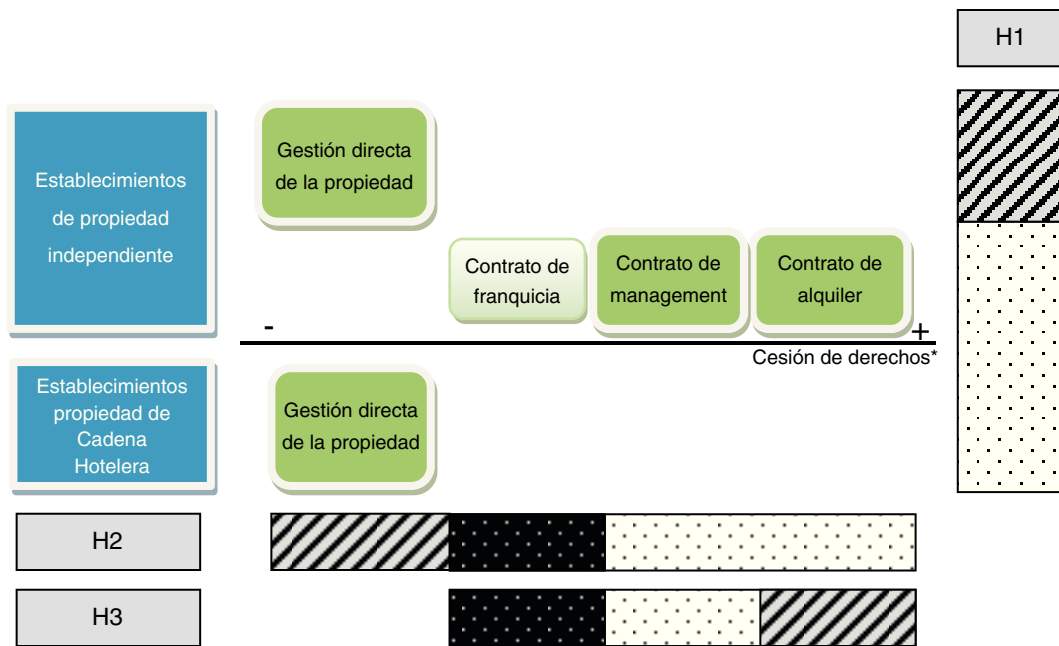 H1
Establecimientos
de propiedad
independiente
Gestión directa
de la propiedad
Contrato de
franquicia
Contrato de
management
Contrato de
alquiler
-
+
Cesión de derechos*
Establecimientos
propiedad de
Cadena
Hotelera
Gestión directa
de la propiedad
H2
H3